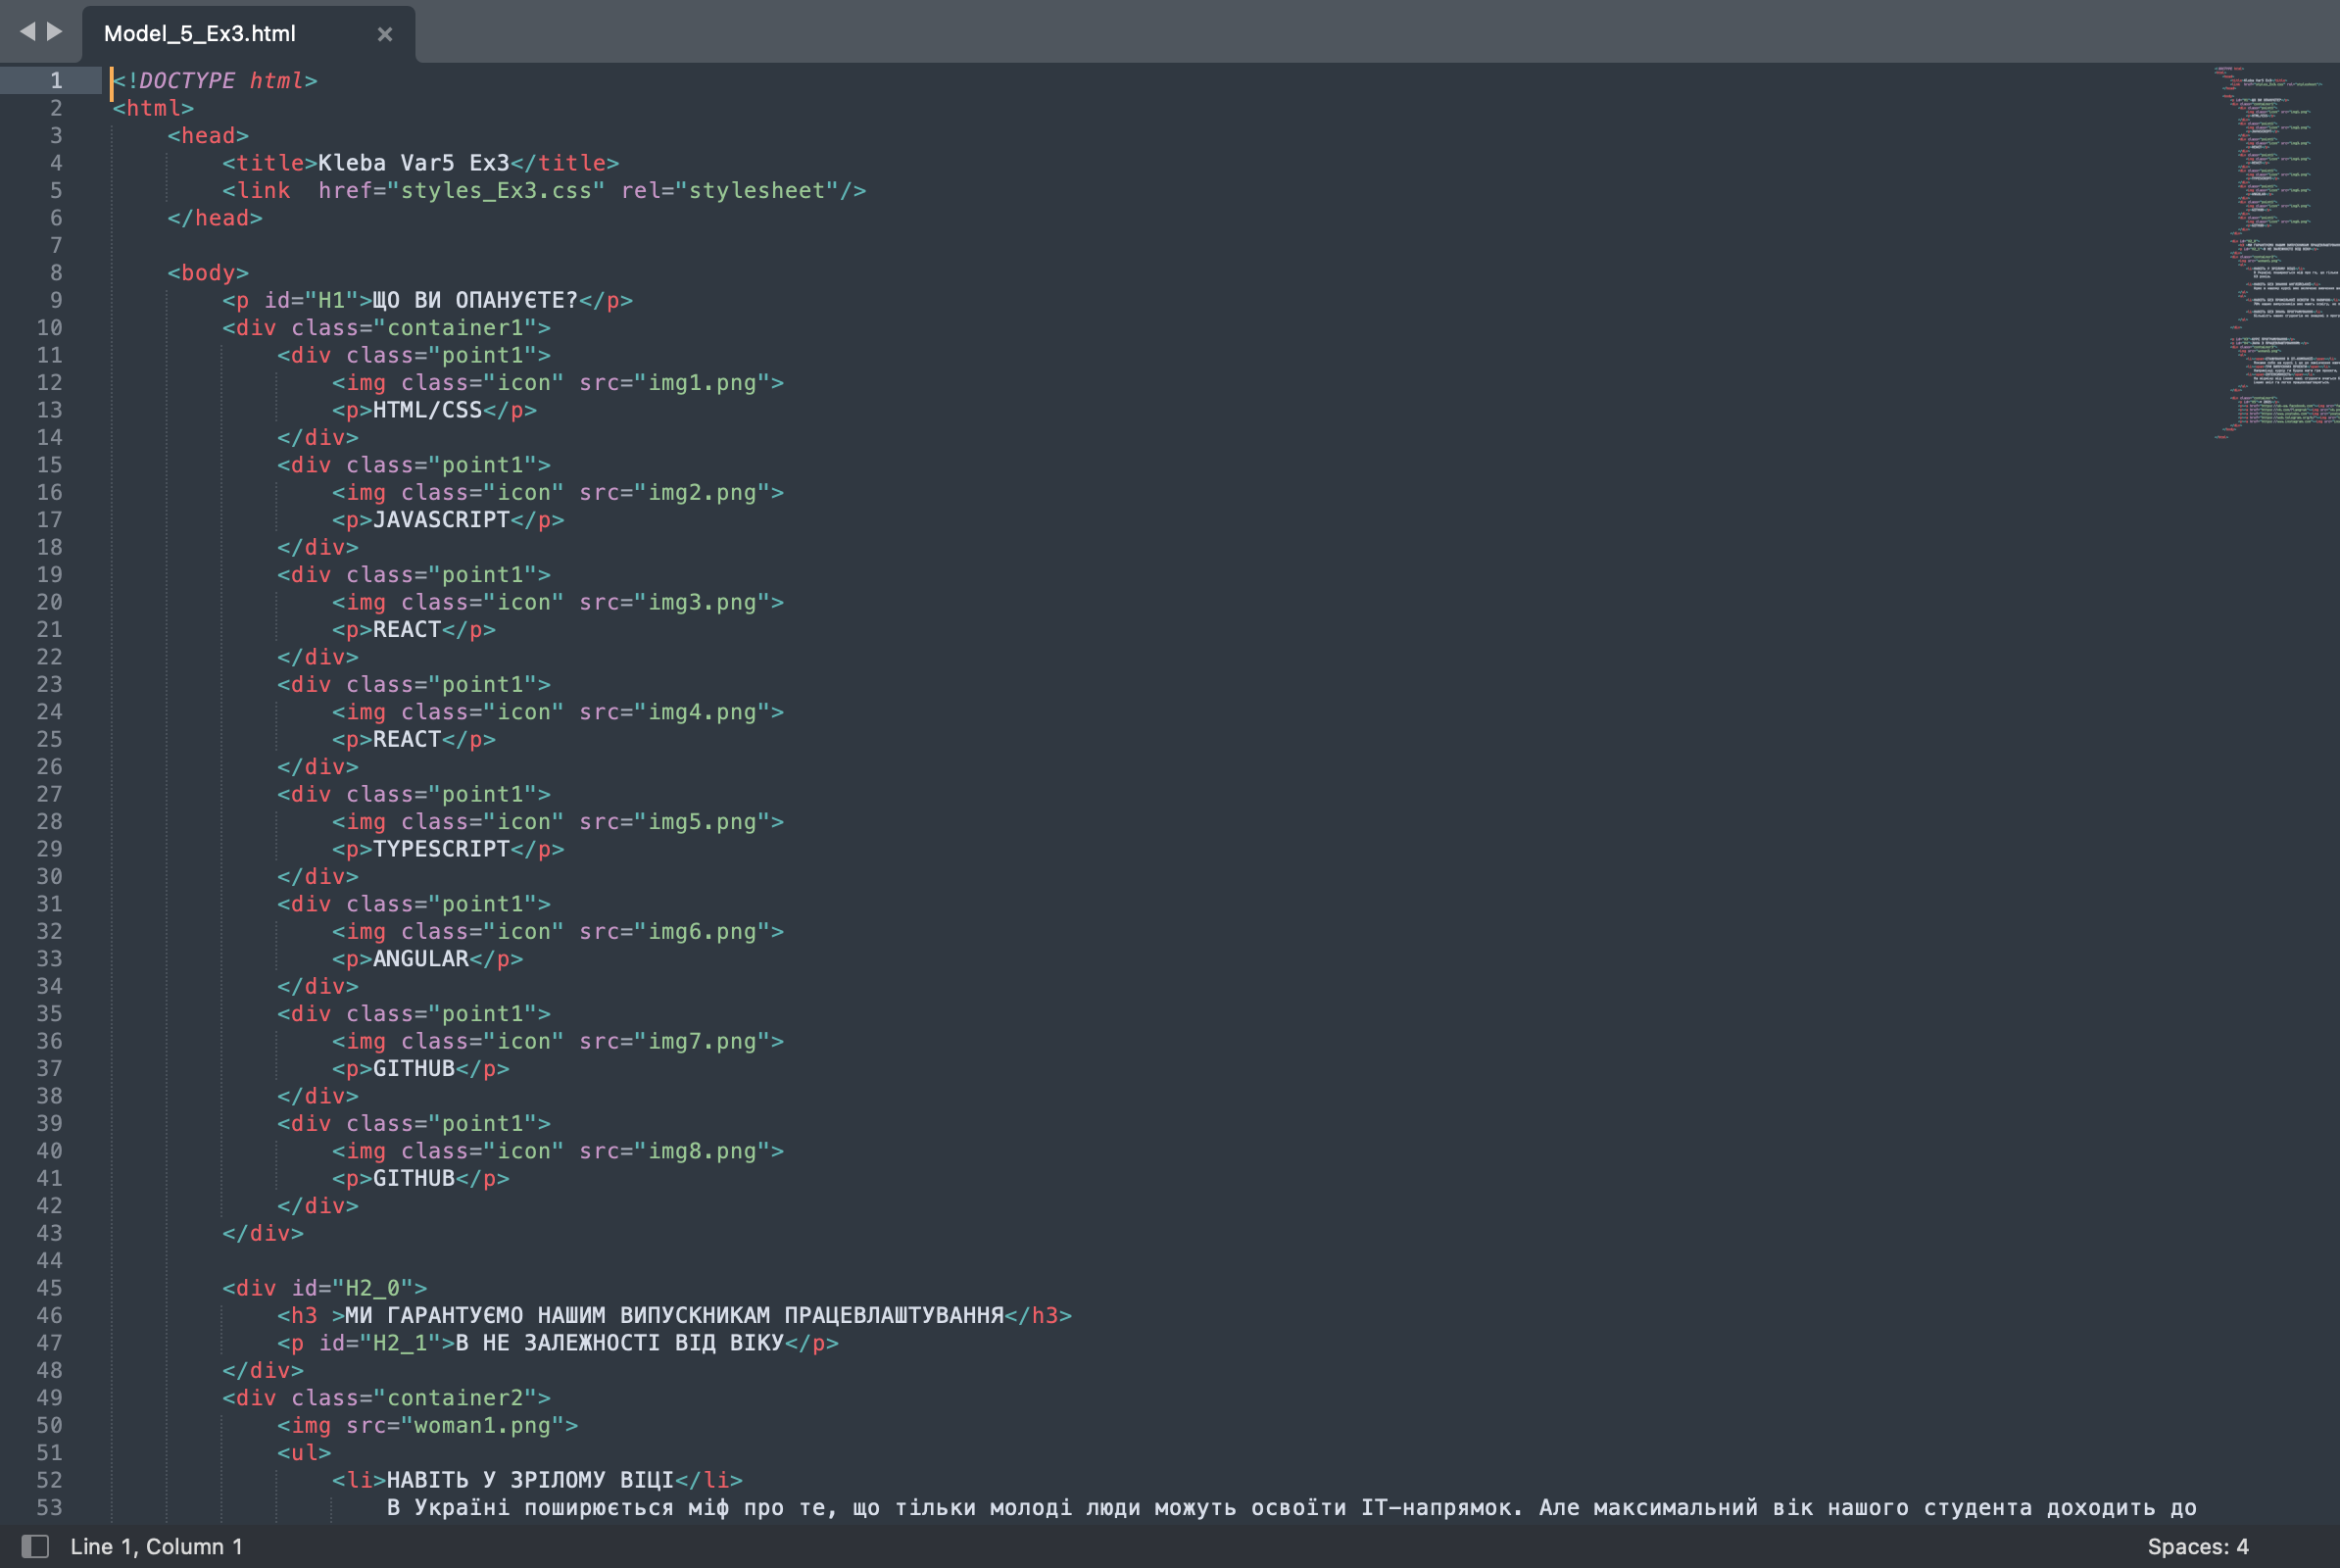 Model_5_Ex3.html
1 <!DOCTYPE html>
2 <html>
3 <head>
4 <title>Kleba Var5 Ex3</title>
5 <link  href="styles_Ex3.css" rel="stylesheet"/>
6 </head>
7
8 <body>
9 <p id="H1">ЩО ВИ ОПАНУЄТЕ?</p>
10 <div class="container1">
11 <div class="point1">
12 <img class="icon" src="img1.png">
13 <p>HTML/CSS</p>
14 </div>
15 <div class="point1">
16 <img class="icon" src="img2.png">
17 <p>JAVASCRIPT</p>
18 </div>
19 <div class="point1">
20 <img class="icon" src="img3.png">
21 <p>REACT</p>
22 </div>
23 <div class="point1">
24 <img class="icon" src="img4.png">
25 <p>REACT</p>
26 </div>
27 <div class="point1">
28 <img class="icon" src="img5.png">
29 <p>TYPESCRIPT</p>
30 </div>
31 <div class="point1">
32 <img class="icon" src="img6.png">
33 <p>ANGULAR</p>
34 </div>
35 <div class="point1">
36 <img class="icon" src="img7.png">
37 <p>GITHUB</p>
38 </div>
39 <div class="point1">
40 <img class="icon" src="img8.png">
41 <p>GITHUB</p>
42 </div>
43 </div>
44
45 <div id="H2_0">
46 <h3 >МИ ГАРАНТУЄМО НАШИМ ВИПУСКНИКАМ ПРАЦЕВЛАШТУВАННЯ</h3>
47 <p id="H2_1">В НЕ ЗАЛЕЖНОСТІ ВІД ВІКУ</p>
48 </div>
49 <div class="container2">
50 <img src="woman1.png">
51 <ul>
52 <li>НАВІТЬ У ЗРІЛОМУ ВІЦІ</li>
53 В Україні поширюється міф про те, що тільки молоді люди можуть освоїти ІТ-напрямок. Але максимальний вік нашого студента доходить до
Line 1, Column 1
Spaces: 4